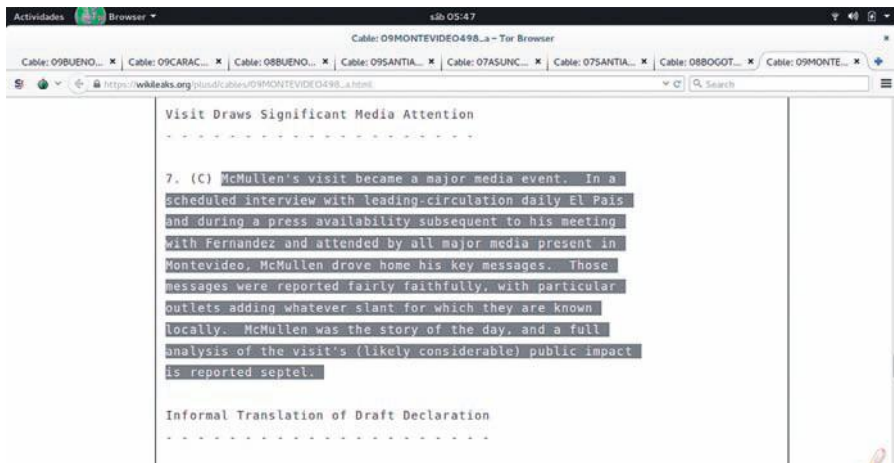 Actividades Browser sáb 05:47
Cable: 09MONTEVIDEO498_a – Tor Browser
Cable: 09BUENO... Cable: 09CARAC... Cable: 08BUENO... Cable: 09SANTIA... Cable: 07ASUNC... Cable: 07SANTIA... Cable: 08BOGOT... Cable: 09MONTE...
https://wikileaks.org/plusd/cables/09MONTEVIDEO498_a.html Search
Visit Draws Significant Media Attention
- - - - - - - - - - - - - - - - - - - -
7. (C) McMullen's visit became a major media event. In a
scheduled interview with leading-circulation daily El Pais
and during a press availability subsequent to his meeting
with Fernandez and attended by all major media present in
Montevideo, McMullen drove home his key messages. Those
messages were reported fairly faithfully, with particular
outlets adding whatever slant for which they are known
locally. McMullen was the story of the day, and a full
analysis of the visit's (likely considerable) public impact
is reported septel.
Informal Translation of Draft Declaration
- - - - - - - - - - - - - - - - - - - - -